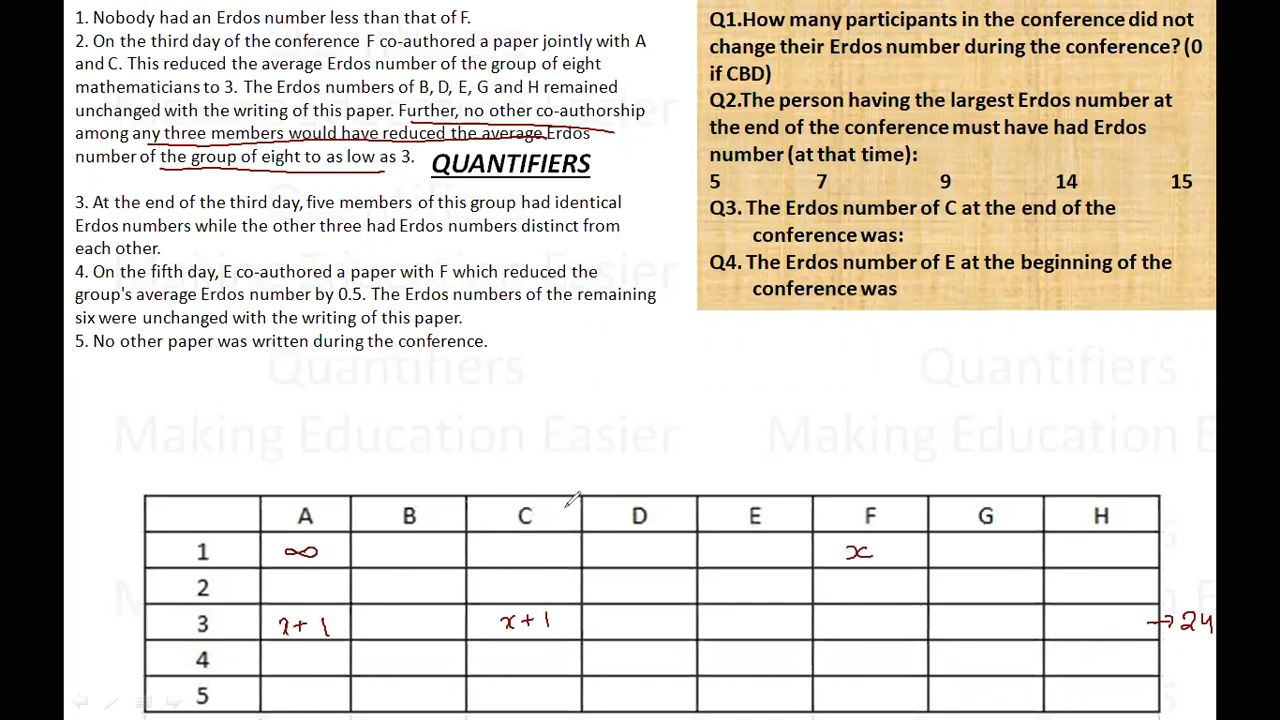 1. Nobody had an Erdos number less than that of F.
2. On the third day of the conference F co-authored a paper jointly with A
and C. This reduced the average Erdos number of the group of eight
mathematicians to 3. The Erdos numbers of B, D, E, G and H remained
unchanged with the writing of this paper. Further, no other co-authorship
among any three members would have reduced the average Erdos
number of the group of eight to as low as 3.
QUANTIFIERS
3. At the end of the third day, five members of this group had identical
Erdos numbers while the other three had Erdos numbers distinct from
each other.
4. On the fifth day, E co-authored a paper with F which reduced the
group's average Erdos number by 0.5. The Erdos numbers of the remaining
six were unchanged with the writing of this paper.
5. No other paper was written during the conference.
Q1.How many participants in the conference did not
change their Erdos number during the conference? (0
if CBD)
Q2.The person having the largest Erdos number at
the end of the conference must have had Erdos
number (at that time):
5 7 9 14 15
Q3. The Erdos number of C at the end of the
conference was:
Q4. The Erdos number of E at the beginning of the
conference was
Quantifiers
Making Education Easier
Quantifiers
Making Education E
A B C D E F G H
1 ∞ x
2
3 x+1 x+1 → 24
4
5